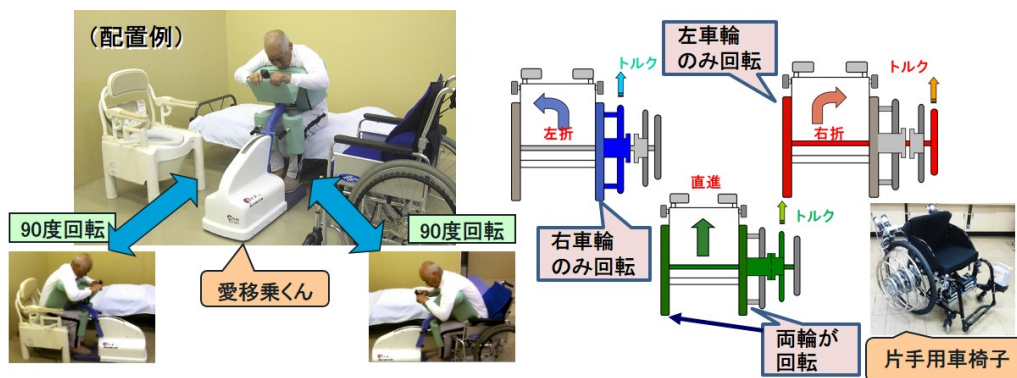 (配置例)
90度回転
90度回転
愛移乗くん
左車輪
のみ回転
トルク
トルク
左折
右折
直進
トルク
右車輪
のみ回転
両輪が
回転
片手用車椅子